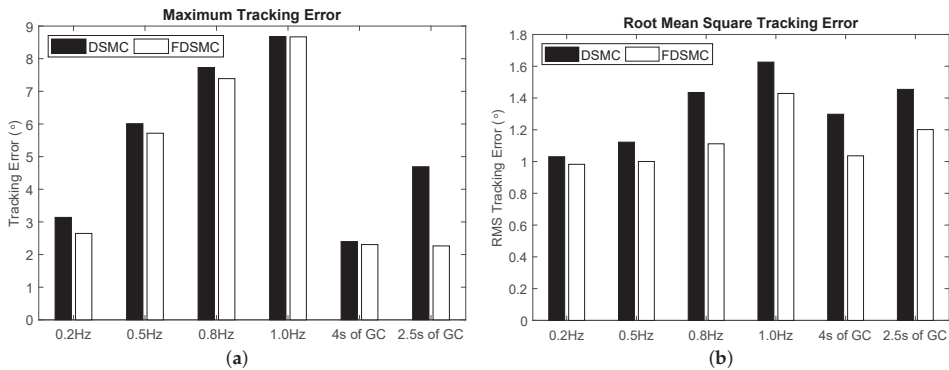 Maximum Tracking Error
DSMC FDSMC
Tracking Error (°)
9
8
7
6
5
4
3
2
1
0
0.2Hz 0.5Hz 0.8Hz 1.0Hz 4s of GC 2.5s of GC
(a)
Root Mean Square Tracking Error
DSMC FDSMC
RMS Tracking Error (°)
1.8
1.6
1.4
1.2
1
0.8
0.6
0.4
0.2
0
0.2Hz 0.5Hz 0.8Hz 1.0Hz 4s of GC 2.5s of GC
(b)